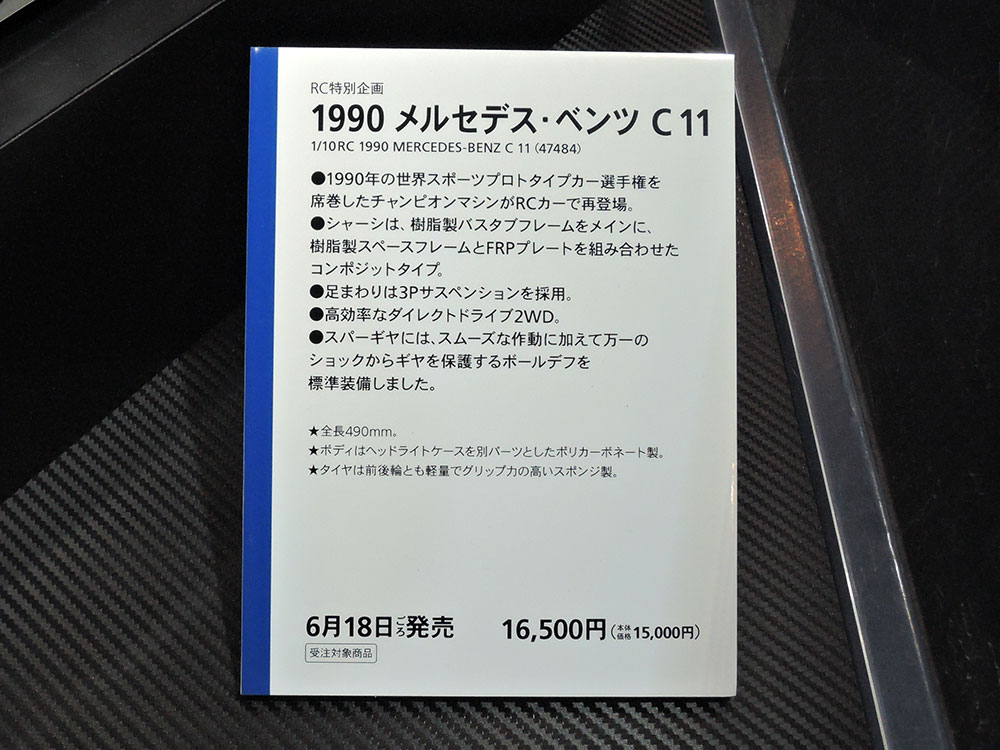 RC特別企画
1990 メルセデス・ベンツ C 11
1/10RC 1990 MERCEDES-BENZ C 11 (47484)
●1990年の世界スポーツプロトタイプカー選手権を
席巻したチャンピオンマシンがRCカーで再登場。
●シャーシは、樹脂製バスタブフレームをメインに、
樹脂製スペースフレームとFRPプレートを組み合わせた
コンポジットタイプ。
●足まわりは3Pサスペンションを採用。
●高効率なダイレクトドライブ2WD。
●スパーギヤには、スムーズな作動に加えて万一の
ショックからギヤを保護するボールデフを
標準装備しました。
★全長490mm。
★ボディはヘッドライトケースを別パーツとしたポリカーボネート製。
★タイヤは前後輪とも軽量でグリップ力の高いスポンジ製。
6月18日ごろ発売 16,500円(本体価格15,000円)
受注対象商品